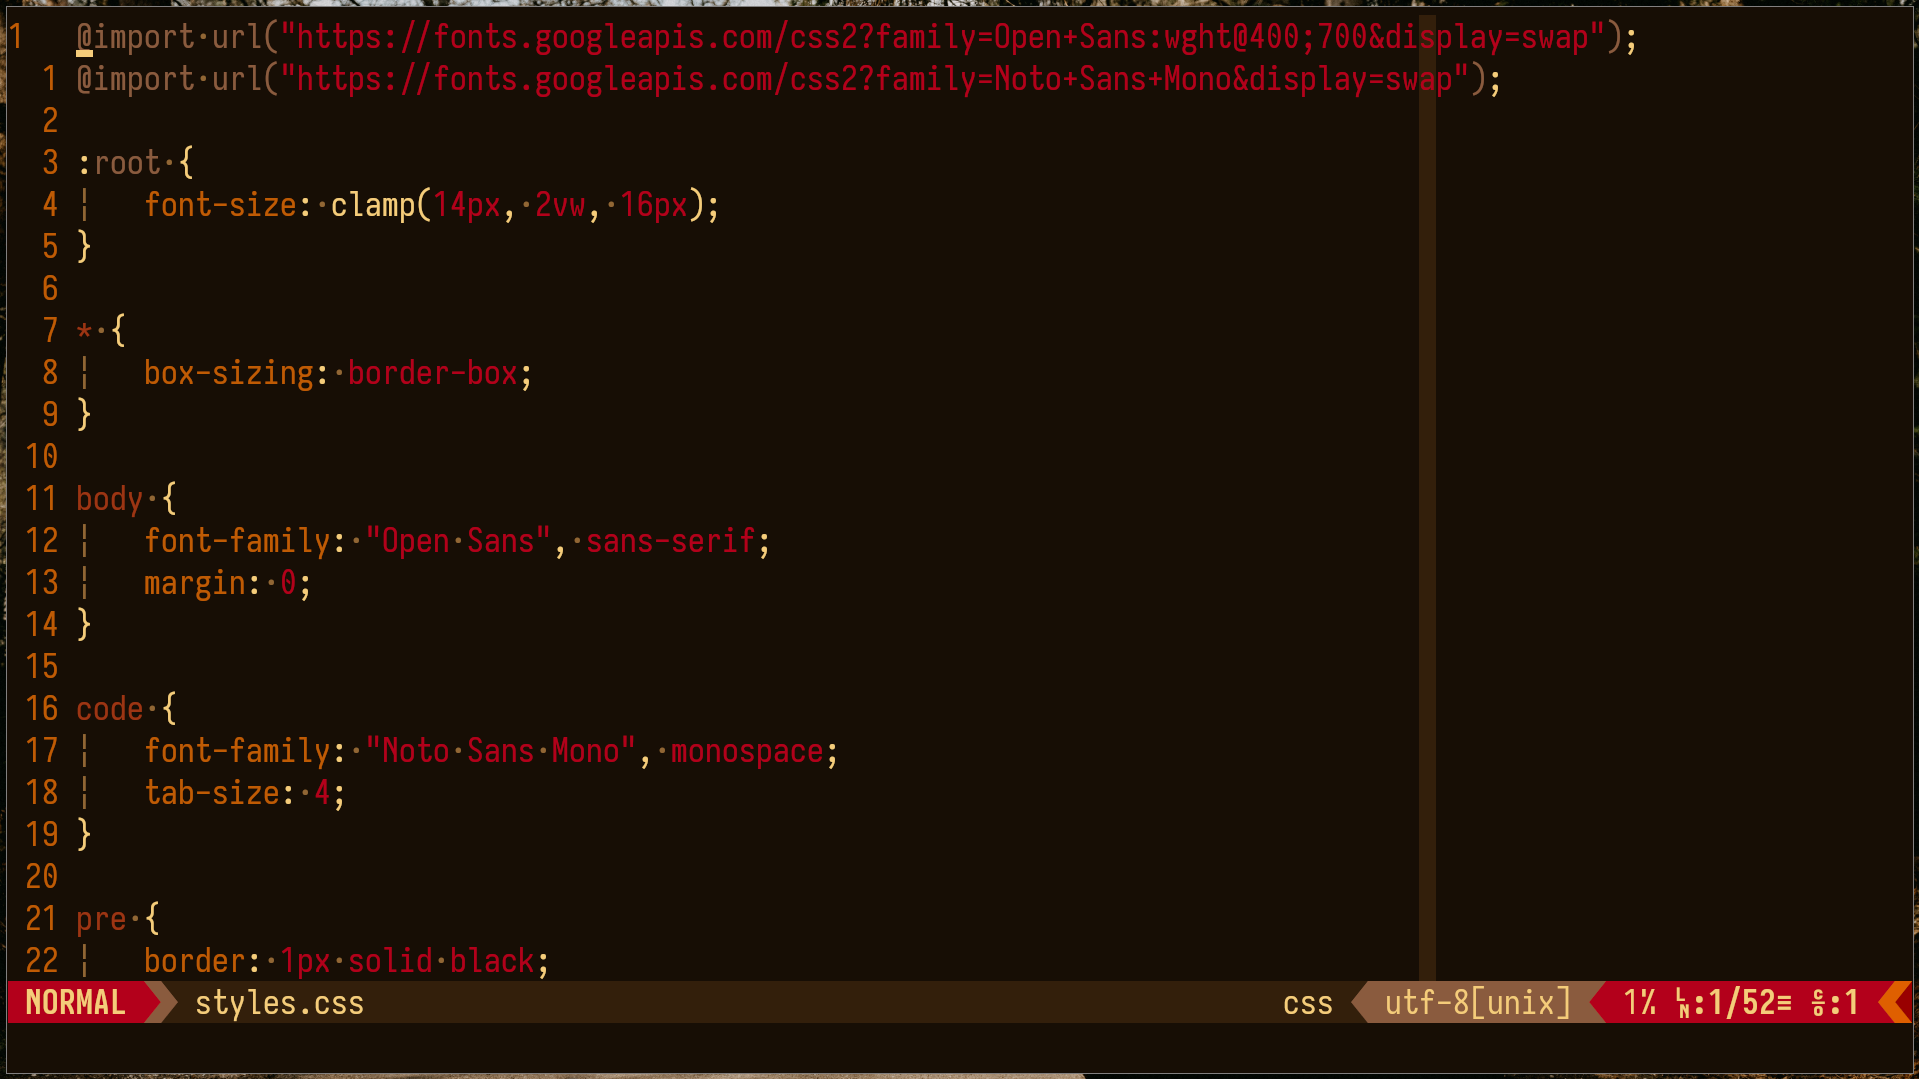 1 @import·url("https://fonts.googleapis.com/css2?family=Open+Sans:wght@400;700&display=swap");
1 @import·url("https://fonts.googleapis.com/css2?family=Noto+Sans+Mono&display=swap");
2
3 :root·{
4 ¦ font-size:·clamp(14px,·2vw,·16px);
5 }
6
7 *·{
8 ¦ box-sizing:·border-box;
9 }
10
11 body·{
12 ¦ font-family:·"Open·Sans",·sans-serif;
13 ¦ margin:·0;
14 }
15
16 code·{
17 ¦ font-family:·"Noto·Sans·Mono",·monospace;
18 ¦ tab-size:·4;
19 }
20
21 pre·{
22 ¦ border:·1px·solid·black;
NORMAL styles.css css utf-8[unix] 1% ␊:1/52≡ ℅:1